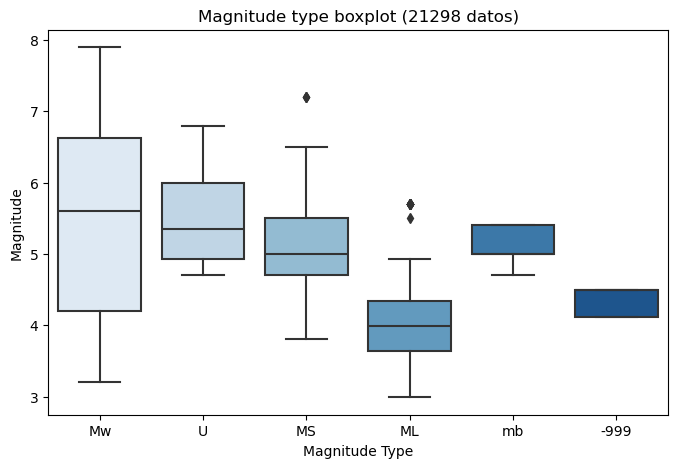 Magnitude type boxplot (21298 datos)
8
7
6
5
4
3
Magnitude
Mw
U
MS
ML
mb
-999
Magnitude Type